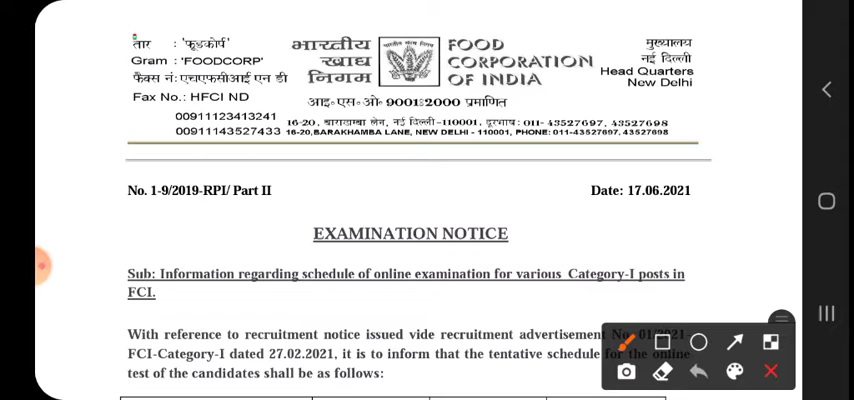 तार : 'फूडकोर्प'
Gram : 'FOODCORP'
फैक्स नं: एचएफसीआई एन डी
Fax No.: HFCI ND
00911123413241
00911143527433
भारतीय
खाद्य
निगम
FOOD
CORPORATION
OF INDIA
आइ॰एस॰ओ॰ 9001:2000 प्रमाणित
मुख्यालय
नई दिल्ली
Head Quarters
New Delhi
16-20, बाराखम्बा लेन, नई दिल्ली-110001, दूरभाष: 011- 43527697, 43527698
16-20,BARAKHAMBA LANE, NEW DELHI - 110001, PHONE: 011-43527697, 43527698
No. 1-9/2019-RPI/ Part II
Date: 17.06.2021
EXAMINATION NOTICE
Sub: Information regarding schedule of online examination for various Category-I posts in
FCI.
With reference to recruitment notice issued vide recruitment advertisement No. 01/2021
FCI-Category-I dated 27.02.2021, it is to inform that the tentative schedule for the online
test of the candidates shall be as follows: